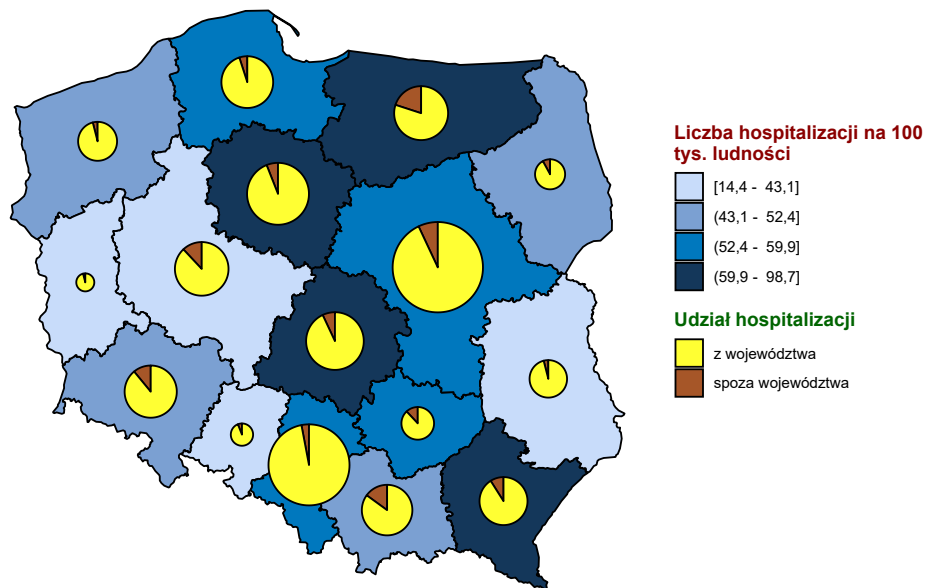 Liczba hospitalizacji na 100
tys. ludności
[14,4 - 43,1]
(43,1 - 52,4]
(52,4 - 59,9]
(59,9 - 98,7]
Udział hospitalizacji
z województwa
spoza województwa